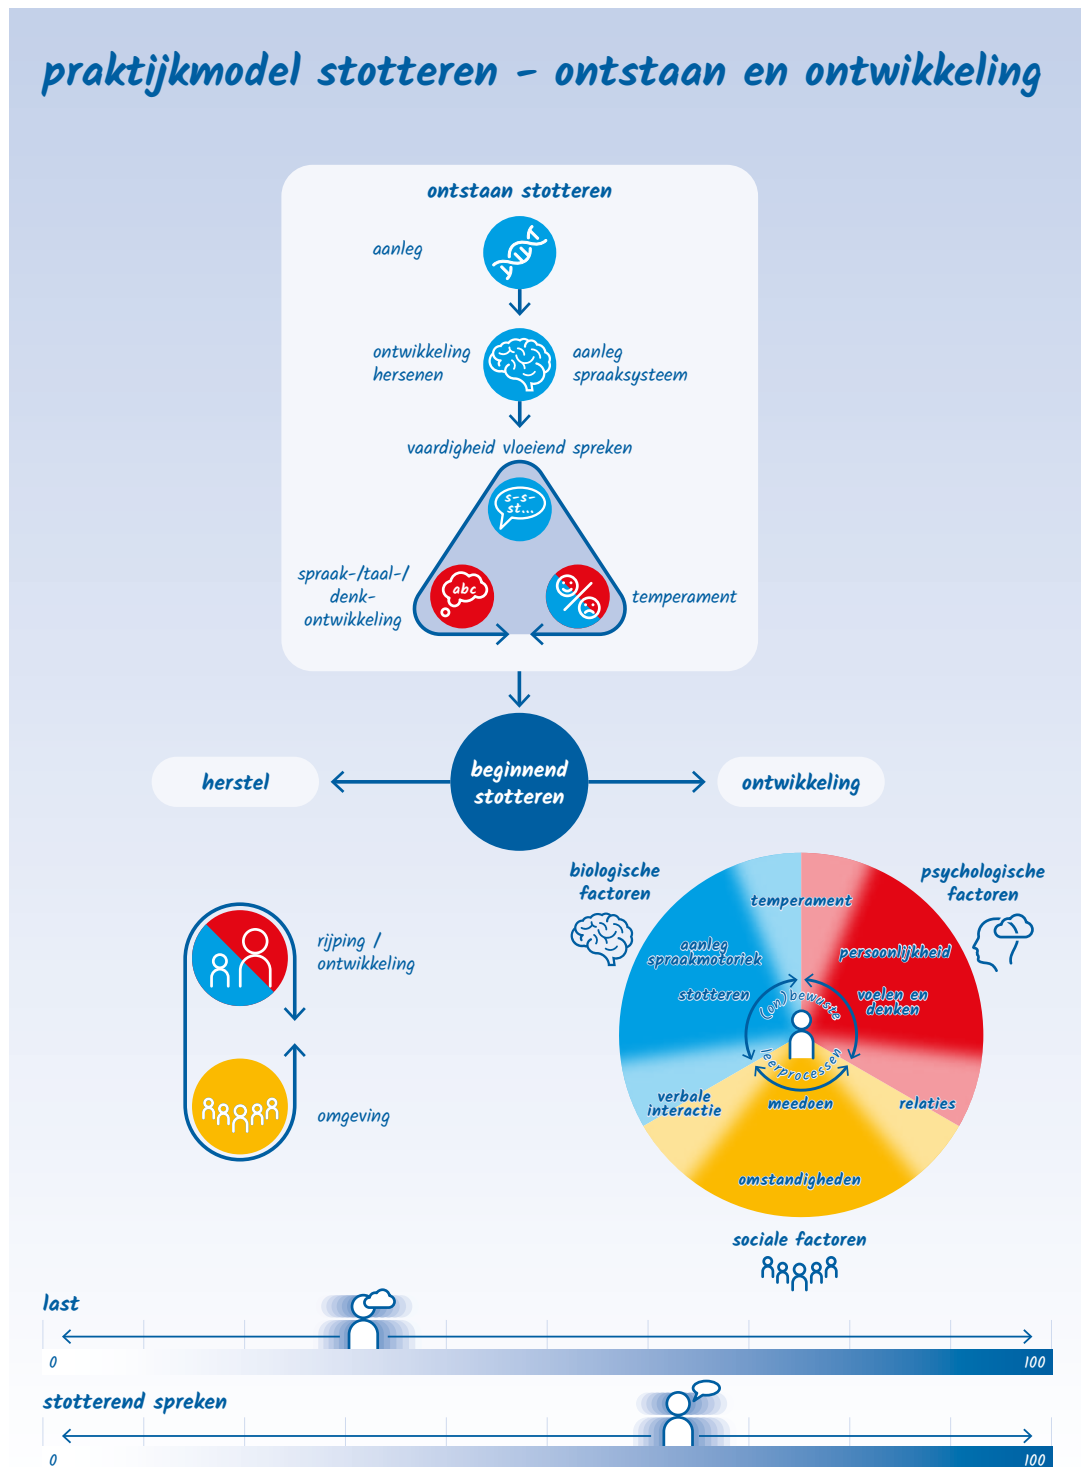 praktijkmodel stotteren - ontstaan en ontwikkeling
ontstaan stotteren
aanleg
ontwikkeling
hersenen
aanleg
spraaksysteem
vaardigheid vloeiend spreken
s-s-
st...
spraak-/taal-/
denk-
ontwikkeling
abc
temperament
beginnend
stotteren
herstel
ontwikkeling
rijping /
ontwikkeling
omgeving
biologische
factoren
psychologische
factoren
temperament
aanleg
spraakmotoriek
persoonlijkheid
stotteren
voelen en
denken
(on)bewuste
leerprocessen
verbale
interactie
meedoen
relaties
omstandigheden
sociale factoren
last
0
100
stotterend spreken
0
100